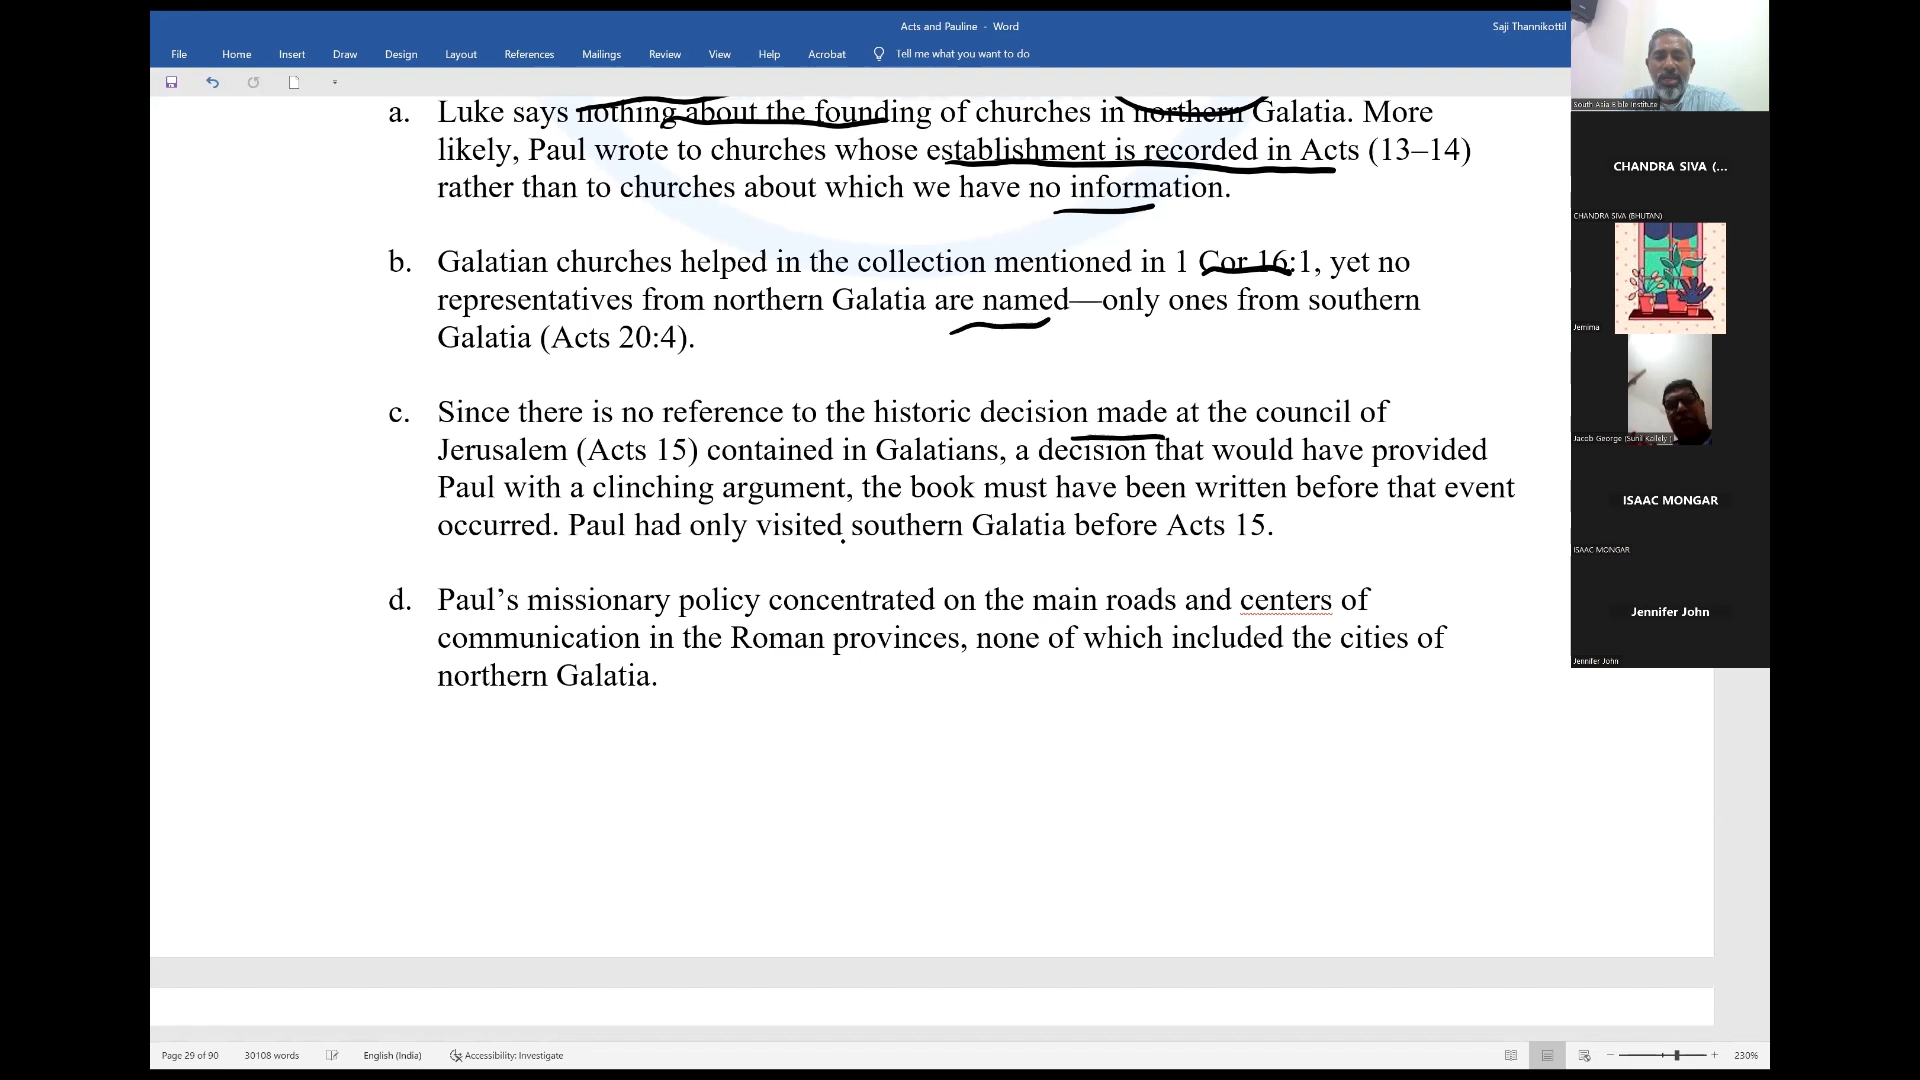 Acts and Pauline - Word
Saji Thannikottil
File Home Insert Draw Design Layout References Mailings Review View Help Acrobat Tell me what you want to do
a. Luke says nothing about the founding of churches in northern Galatia. More
likely, Paul wrote to churches whose establishment is recorded in Acts (13–14)
rather than to churches about which we have no information.
b. Galatian churches helped in the collection mentioned in 1 Cor 16:1, yet no
representatives from northern Galatia are named—only ones from southern
Galatia (Acts 20:4).
c. Since there is no reference to the historic decision made at the council of
Jerusalem (Acts 15) contained in Galatians, a decision that would have provided
Paul with a clinching argument, the book must have been written before that event
occurred. Paul had only visited southern Galatia before Acts 15.
d. Paul’s missionary policy concentrated on the main roads and centers of
communication in the Roman provinces, none of which included the cities of
northern Galatia.
South Asia Bible Institute
CHANDRA SIVA (...
CHANDRA SIVA (BHUTAN)
Jemima
Jacob George (Sunil Kallely )
ISAAC MONGAR
ISAAC MONGAR
Jennifer John
Jennifer John
Page 29 of 90 30108 words English (India) Accessibility: Investigate 230%